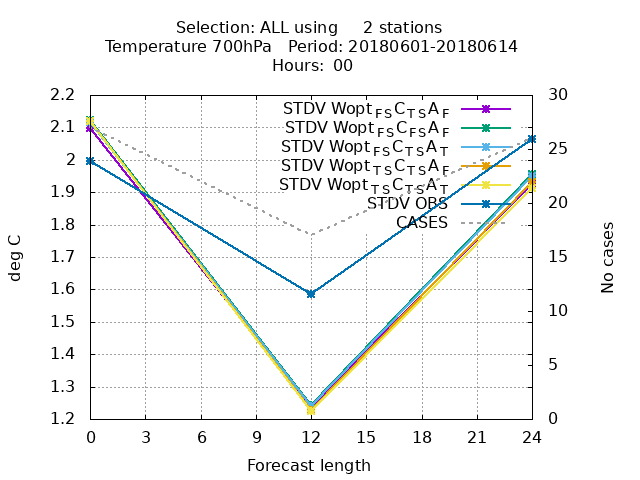 Selection: ALL using 2 stations
Temperature 700hPa Period: 20180601-20180614
Hours: 00
2.2
2.1
2
1.9
1.8
1.7
1.6
1.5
1.4
1.3
1.2
deg C
30
25
20
15
10
5
0
No cases
STDV Wopt_FS C_TS A_F
STDV Wopt_FS C_FS A_F
STDV Wopt_FS C_TS A_T
STDV Wopt_TS C_TS A_F
STDV Wopt_TS C_TS A_T
STDV OBS
CASES
0 3 6 9 12 15 18 21 24
Forecast length